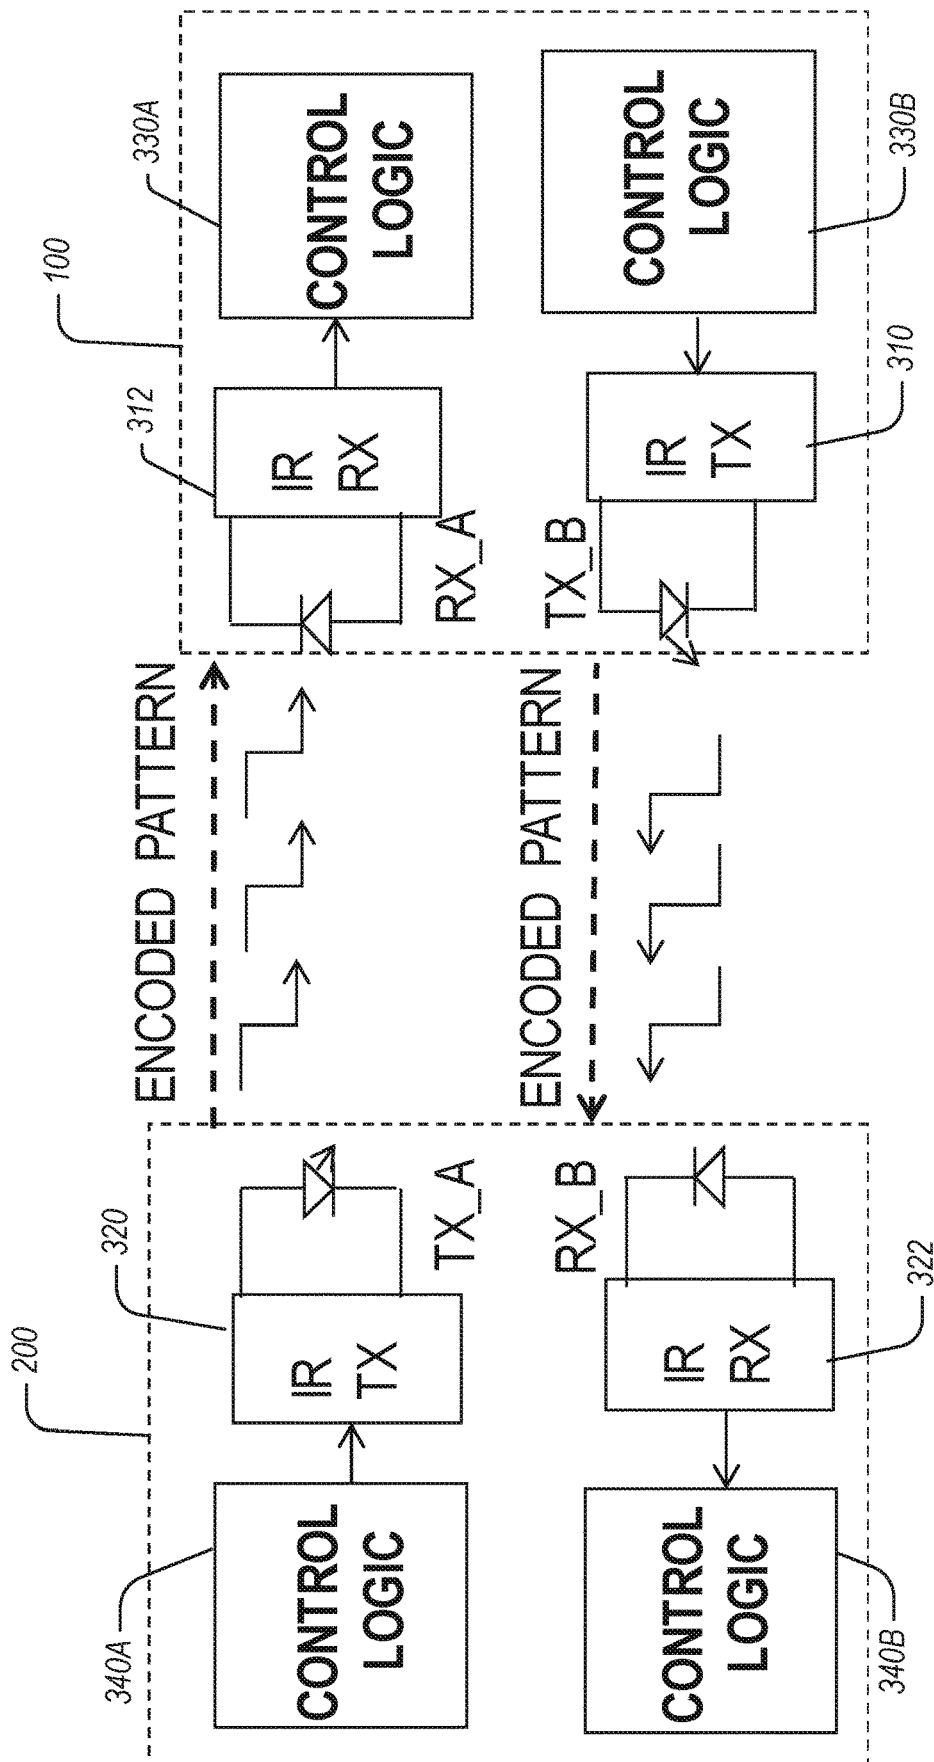 200
100
340A
320
ENCODED PATTERN
312
330A
CONTROL
LOGIC
IR
TX
IR
RX
CONTROL
LOGIC
TX_A
RX_A
RX_B
ENCODED PATTERN
TX_B
CONTROL
LOGIC
IR
RX
IR
TX
CONTROL
LOGIC
340B
322
310
330B